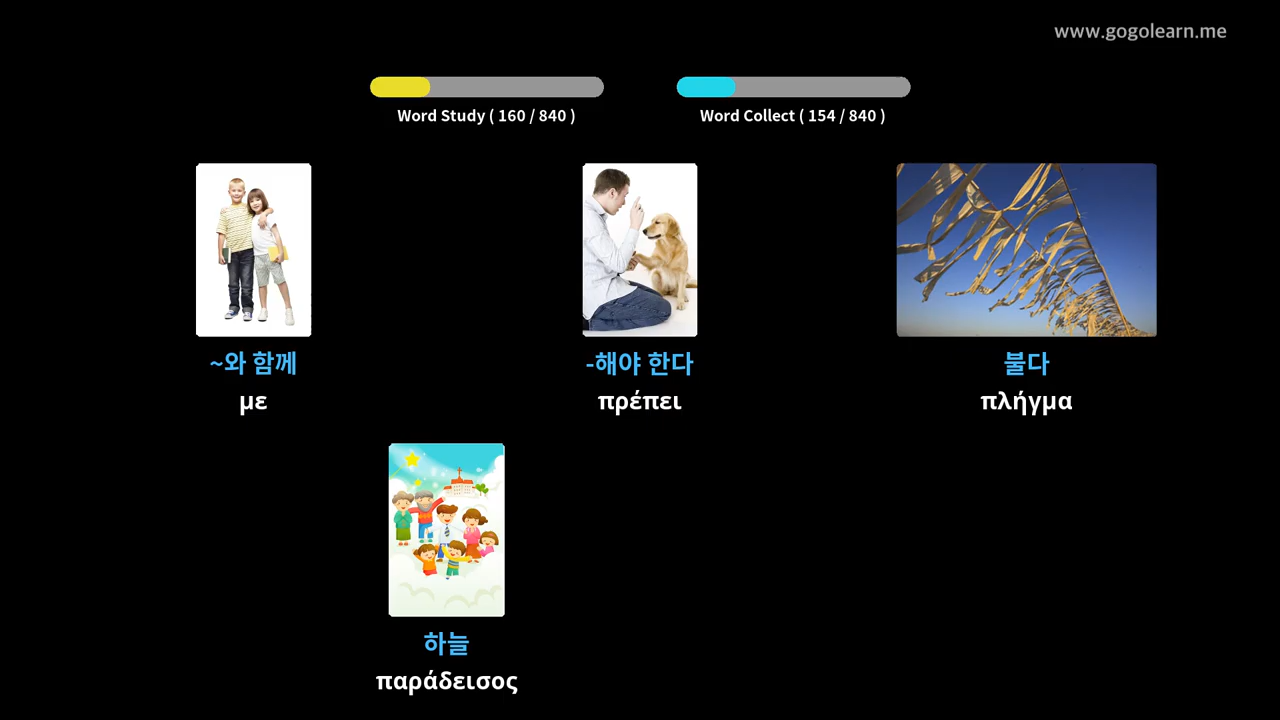 www.gogolearn.me
Word Study ( 160 / 840 )
Word Collect ( 154 / 840 )
~와 함께
με
-해야 한다
πρέπει
불다
πλήγμα
하늘
παράδεισος